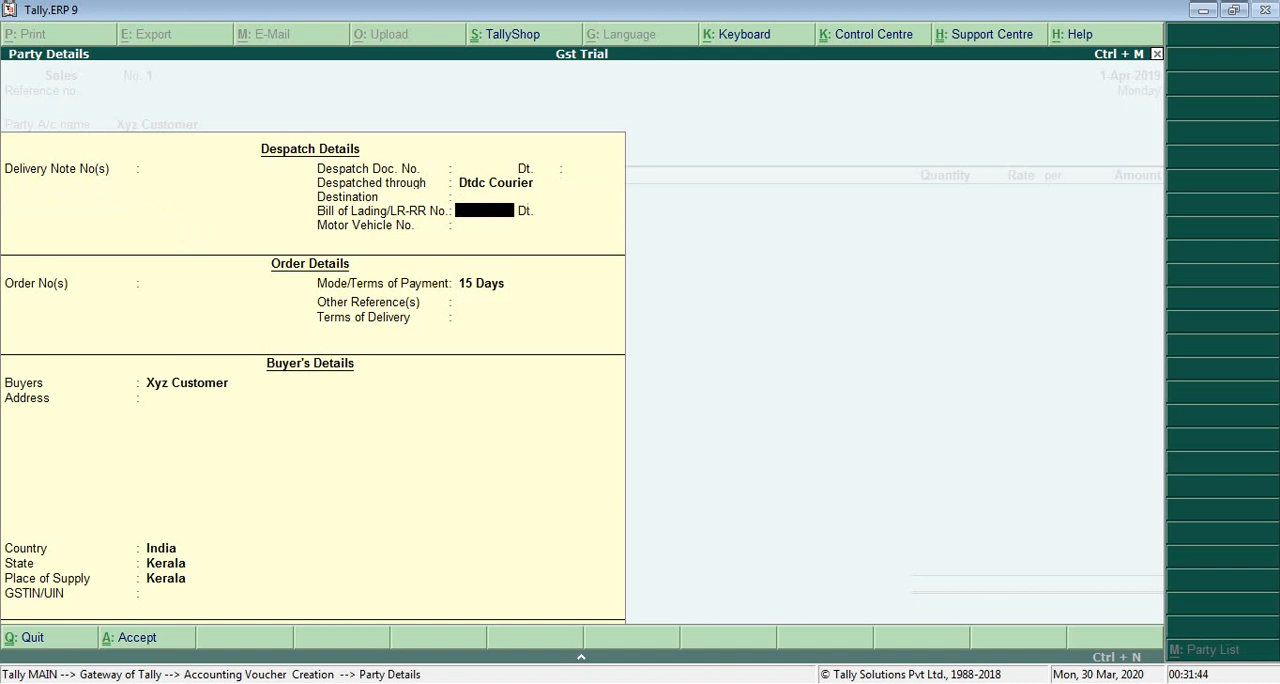 Tally.ERP 9
P: Print E: Export M: E-Mail O: Upload S: TallyShop G: Language K: Keyboard K: Control Centre H: Support Centre H: Help
Party Details Gst Trial Ctrl + M
Sales No. 1 1-Apr-2019
Reference no. Monday
Party A/c name Xyz Customer
Quantity Rate per Amount
Despatch Details
Delivery Note No(s) : Despatch Doc. No. : Dt. :
Despatched through : Dtdc Courier
Destination :
Bill of Lading/LR-RR No.: Dt.
Motor Vehicle No. :
Order Details
Order No(s) : Mode/Terms of Payment: 15 Days
Other Reference(s) :
Terms of Delivery :
Buyer's Details
Buyers : Xyz Customer
Address :
Country : India
State : Kerala
Place of Supply : Kerala
GSTIN/UIN :
Q: Quit A: Accept
M: Party List
Ctrl + N
Tally MAIN --> Gateway of Tally --> Accounting Voucher Creation --> Party Details © Tally Solutions Pvt Ltd., 1988-2018 Mon, 30 Mar, 2020 00:31:44